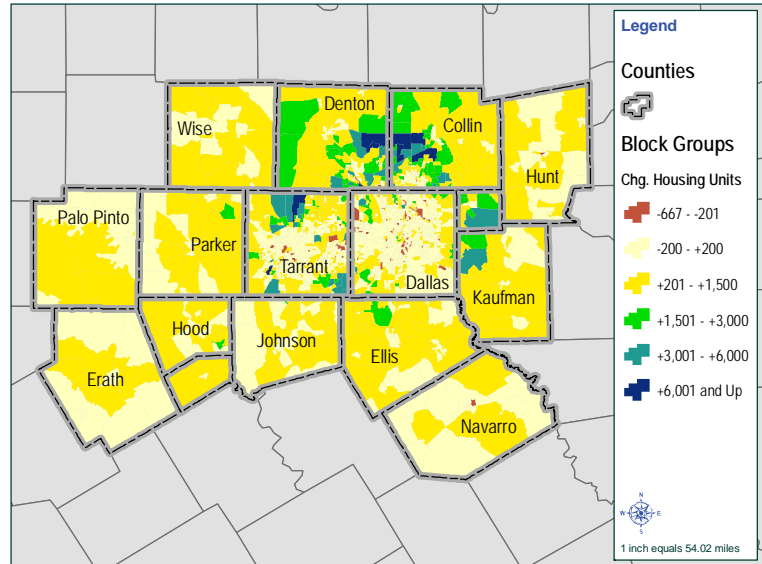 Denton
Wise
Collin
Hunt
Palo Pinto
Parker
Tarrant
Dallas
Kaufman
Hood
Johnson
Ellis
Erath
Navarro
Legend
Counties
Block Groups
Chg. Housing Units
-667 - -201
-200 - +200
+201 - +1,500
+1,501 - +3,000
+3,001 - +6,000
+6,001 and Up
N
W E
S
1 inch equals 54.02 miles